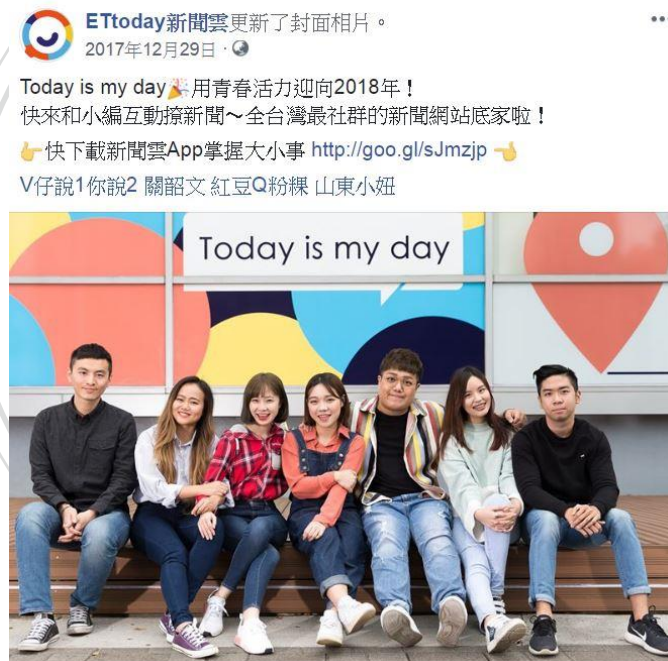 ETtoday新聞雲更新了封面相片。
2017年12月29日 ·
Today is my day🎉用青春活力迎向2018年！
快來和小編互動撩新聞～全台灣最社群的新聞網站底家啦！
👉快下載新聞雲App掌握大小事 http://goo.gl/sJmzjp 👈
V仔說1你說2 關韶文 紅豆Q粉粿 山東小妞
Today is my day